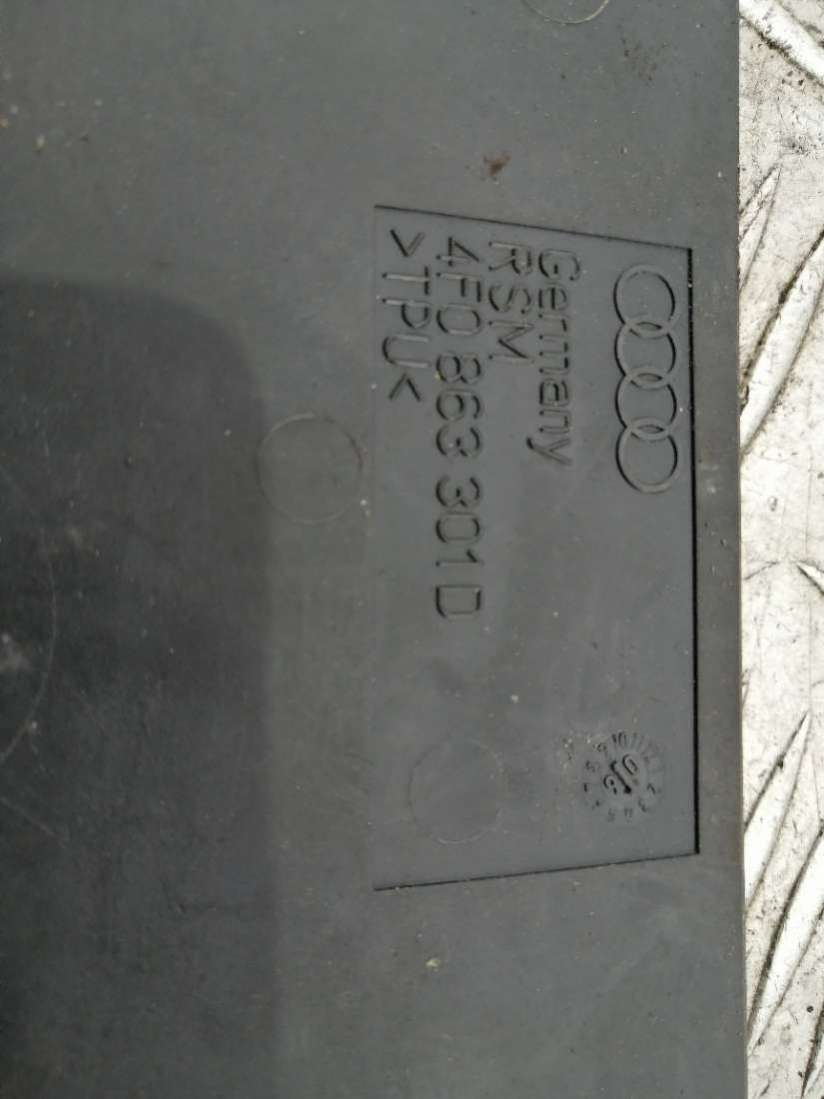 Germany
RSM
4F0 863 301 D
>TPU<